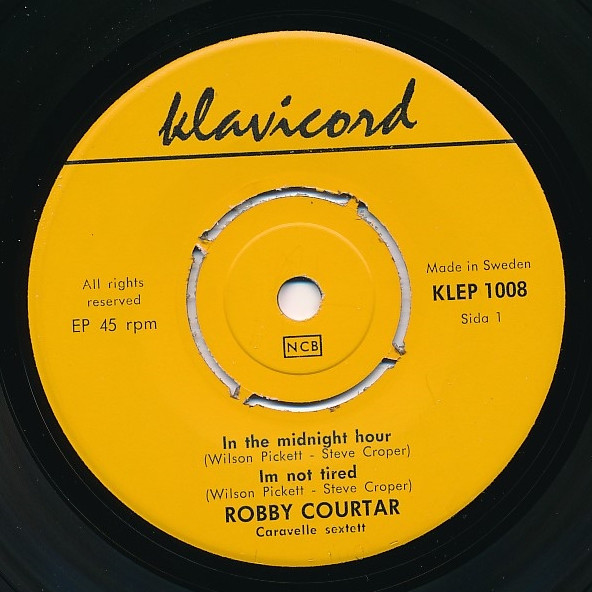 klavicord
All rights
reserved
EP 45 rpm
Made in Sweden
KLEP 1008
Sida 1
NCB
In the midnight hour
(Wilson Pickett - Steve Croper)
Im not tired
(Wilson Pickett - Steve Croper)
ROBBY COURTAR
Caravelle sextett